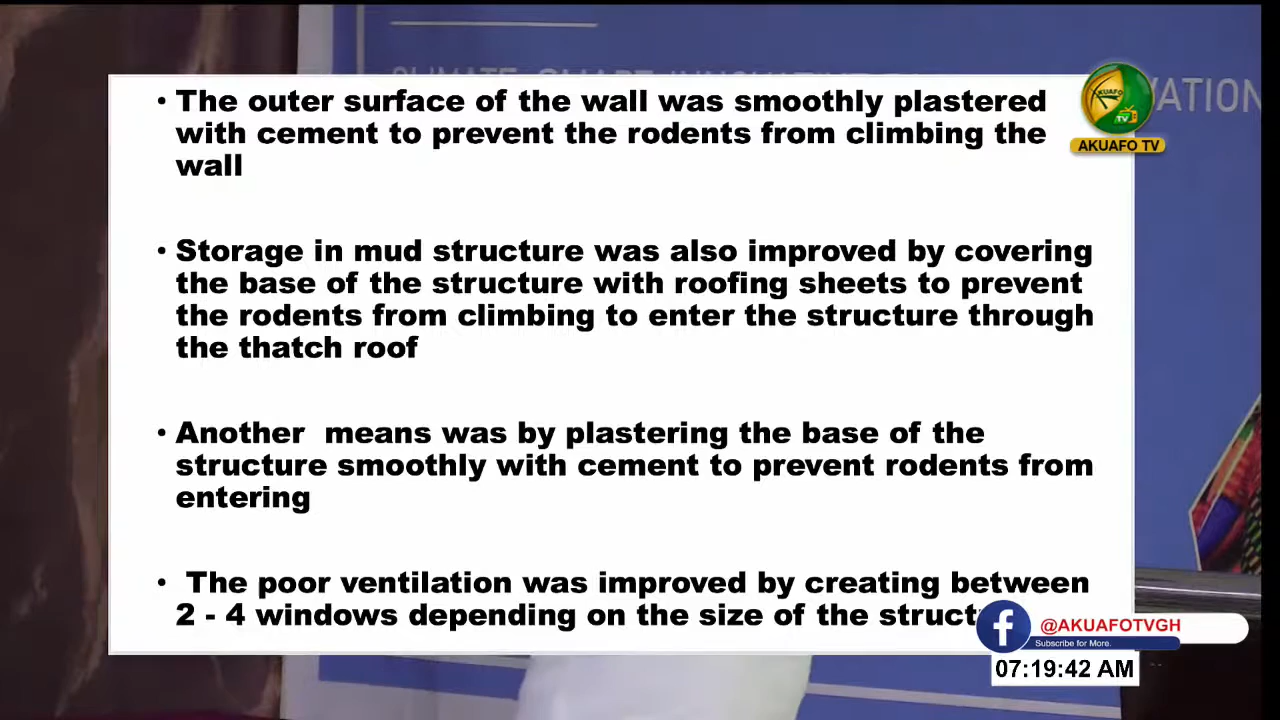 • The outer surface of the wall was smoothly plastered
with cement to prevent the rodents from climbing the
wall
• Storage in mud structure was also improved by covering
the base of the structure with roofing sheets to prevent
the rodents from climbing to enter the structure through
the thatch roof
• Another  means was by plastering the base of the
structure smoothly with cement to prevent rodents from
entering
•  The poor ventilation was improved by creating between
2 - 4 windows depending on the size of the struct
AKUAFO
TV
AKUAFO TV
VATION
@AKUAFOTVGH
Subscribe for More.
07:19:42 AM